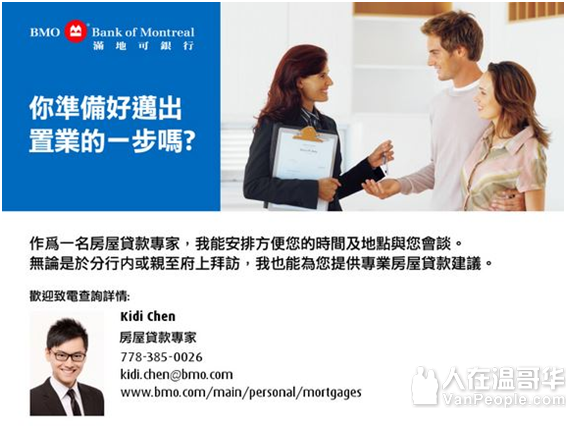 BMO Bank of Montreal
滿地可銀行
你準備好邁出
置業的一步嗎?
作爲一名房屋貸款專家，我能安排方便您的時間及地點與您會談。
無論是於分行内或親至府上拜訪，我也能為您提供專業房屋貸款建議。
歡迎致電查詢詳情:
Kidi Chen
房屋貸款專家
778-385-0026
kidi.chen@bmo.com
www.bmo.com/main/personal/mortgages
人在温哥华
VanPeople.com